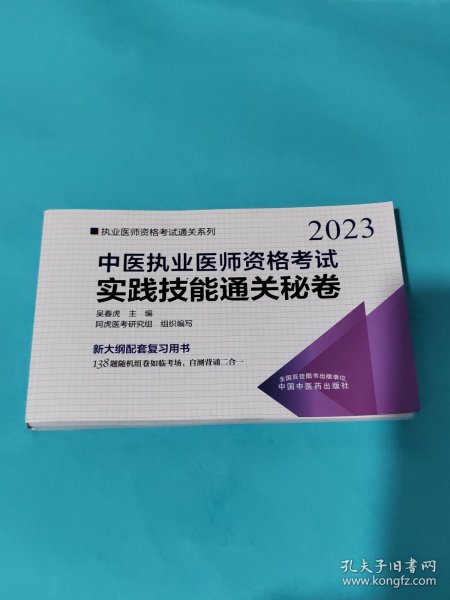 ■执业医师资格考试通关系列
2023
中医执业医师资格考试
实践技能通关秘卷
吴春虎 主 编
阿虎医考研究组 组织编写
新大纲配套复习用书
138题随机组卷如临考场，自测背诵二合一
全国百佳图书出版单位
中国中医药出版社
孔夫子旧书网
www.kongfz.com